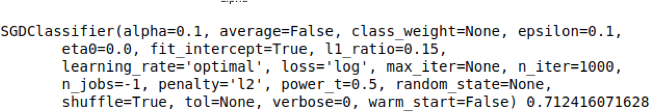 alpha
SGDClassifier(alpha=0.1, average=False, class_weight=None, epsilon=0.1,
eta0=0.0, fit_intercept=True, l1_ratio=0.15,
learning_rate='optimal', loss='log', max_iter=None, n_iter=1000,
n_jobs=-1, penalty='l2', power_t=0.5, random_state=None,
shuffle=True, tol=None, verbose=0, warm_start=False) 0.712416071628